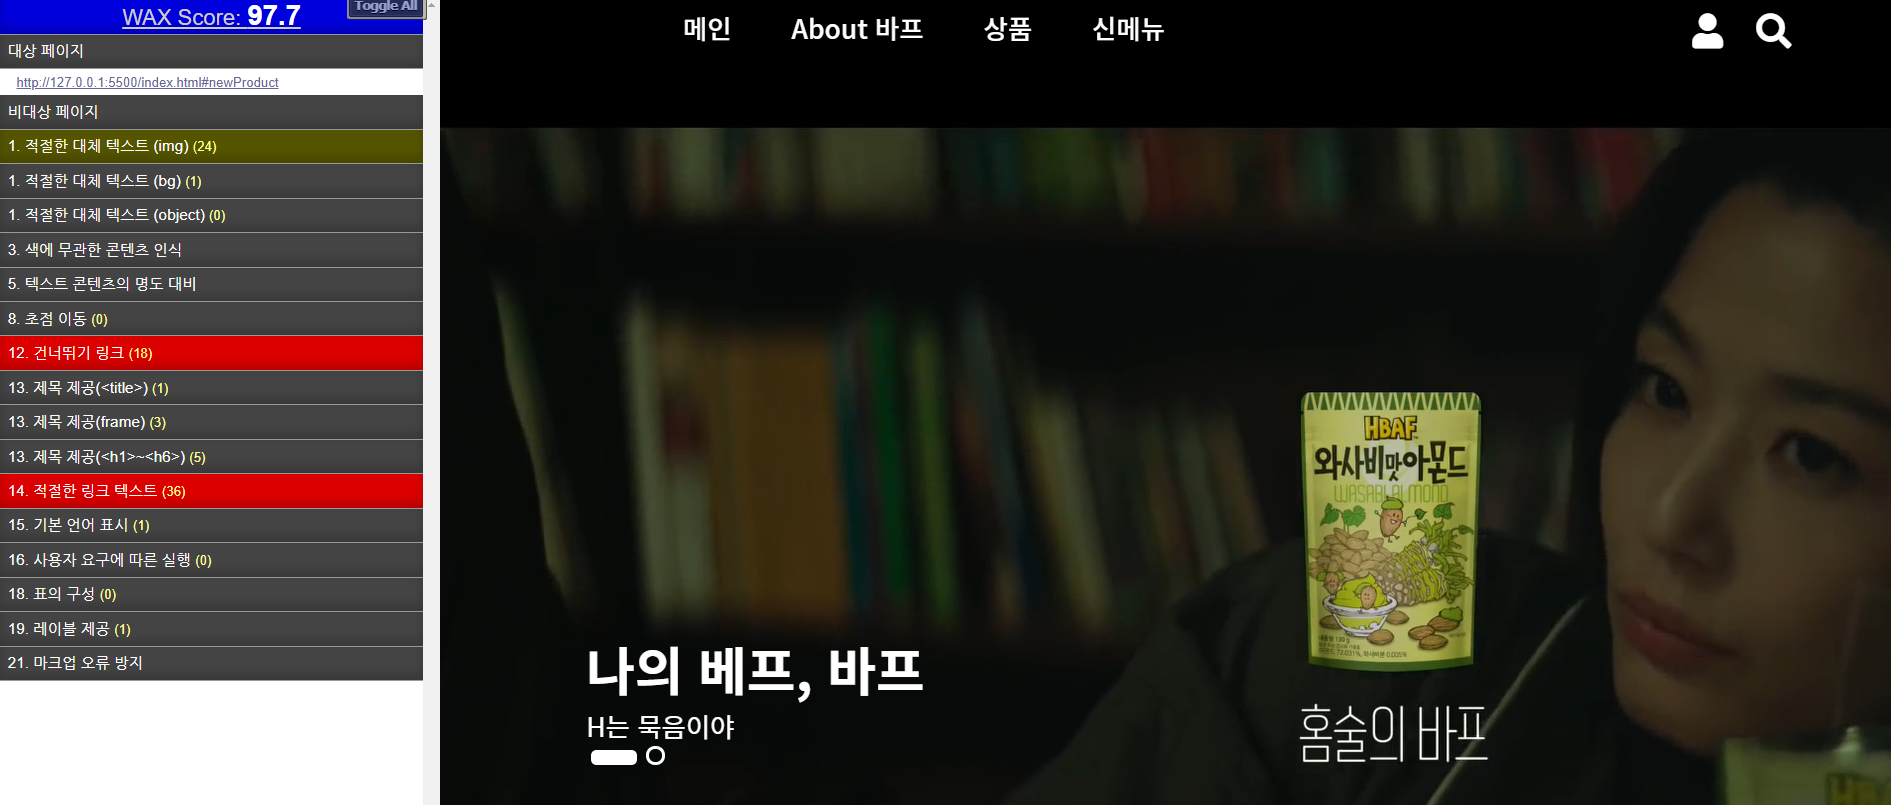 WAX Score: 97.7
Toggle All
대상 페이지
http://127.0.0.1:5500/index.html#newProduct
비대상 페이지
1. 적절한 대체 텍스트 (img) (24)
1. 적절한 대체 텍스트 (bg) (1)
1. 적절한 대체 텍스트 (object) (0)
3. 색에 무관한 콘텐츠 인식
5. 텍스트 콘텐츠의 명도 대비
8. 초점 이동 (0)
12. 건너뛰기 링크 (18)
13. 제목 제공(<title>) (1)
13. 제목 제공(frame) (3)
13. 제목 제공(<h1>~<h6>) (5)
14. 적절한 링크 텍스트 (36)
15. 기본 언어 표시 (1)
16. 사용자 요구에 따른 실행 (0)
18. 표의 구성 (0)
19. 레이블 제공 (1)
21. 마크업 오류 방지
메인 About 바프 상품 신메뉴
HBAF
와사비맛아몬드
WASABI ALMOND
나의 베프, 바프
H는 묵음이야
홈술의 바프